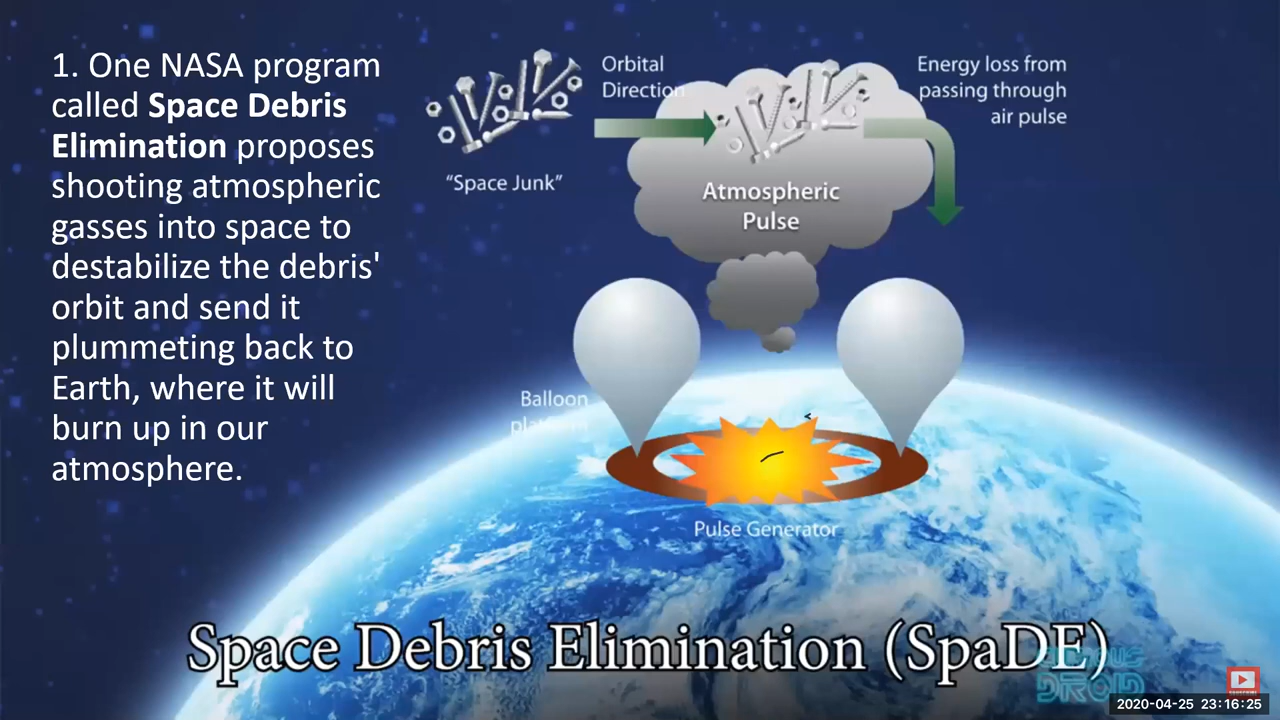 1. One NASA program
called Space Debris
Elimination proposes
shooting atmospheric
gasses into space to
destabilize the debris'
orbit and send it
plummeting back to
Earth, where it will
burn up in our
atmosphere.
Orbital
Direction
Energy loss from
passing through
air pulse
“Space Junk”
Atmospheric
Pulse
Balloon
platform
Pulse Generator
Space Debris Elimination (SpaDE)
DROID
SUBSCRIBE
2020-04-25 23:16:25